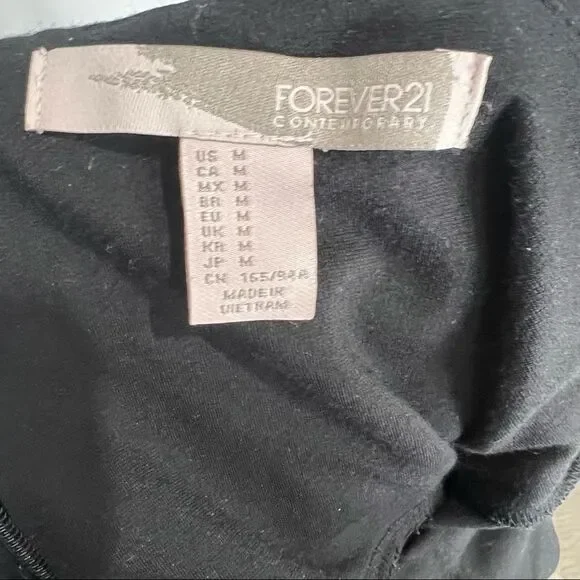 FOREVER21
CONTEMPORARY
US M
CA M
MX M
BR M
EU M
UK M
KR M
JP M
CN 165/94A
MADE IN
VIETNAM